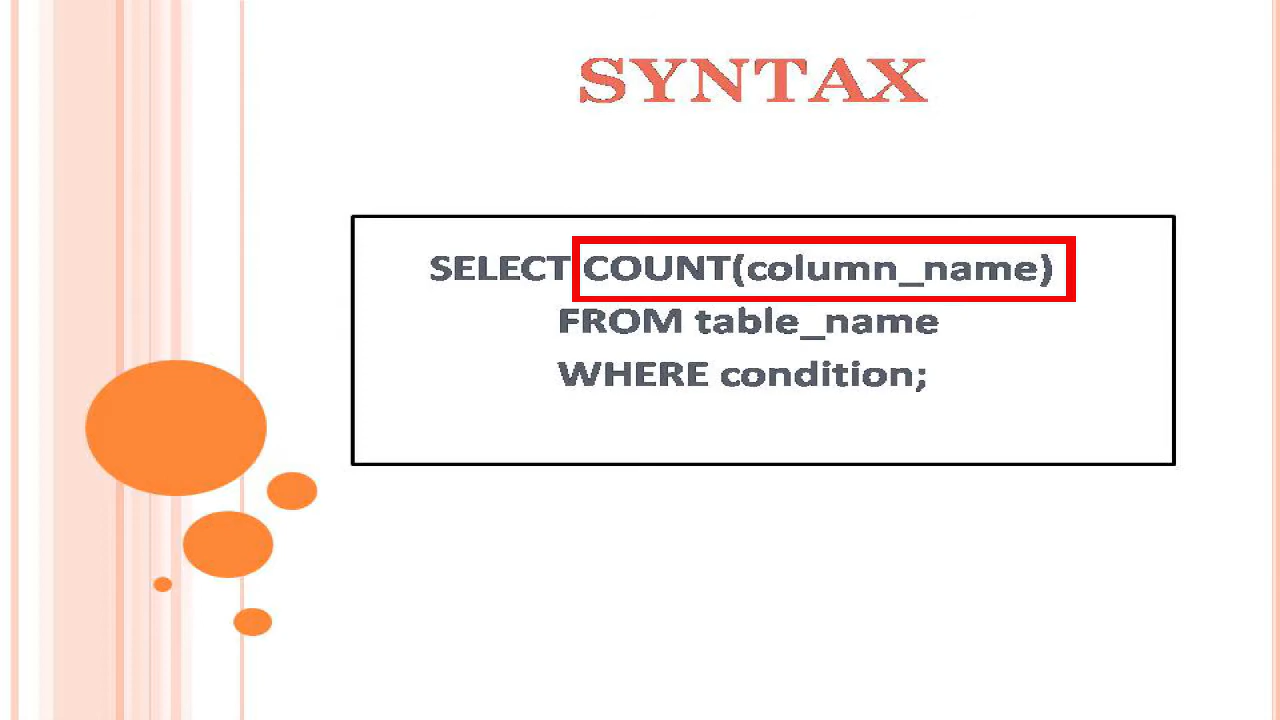 SYNTAX
SELECT COUNT(column_name)
FROM table_name
WHERE condition;